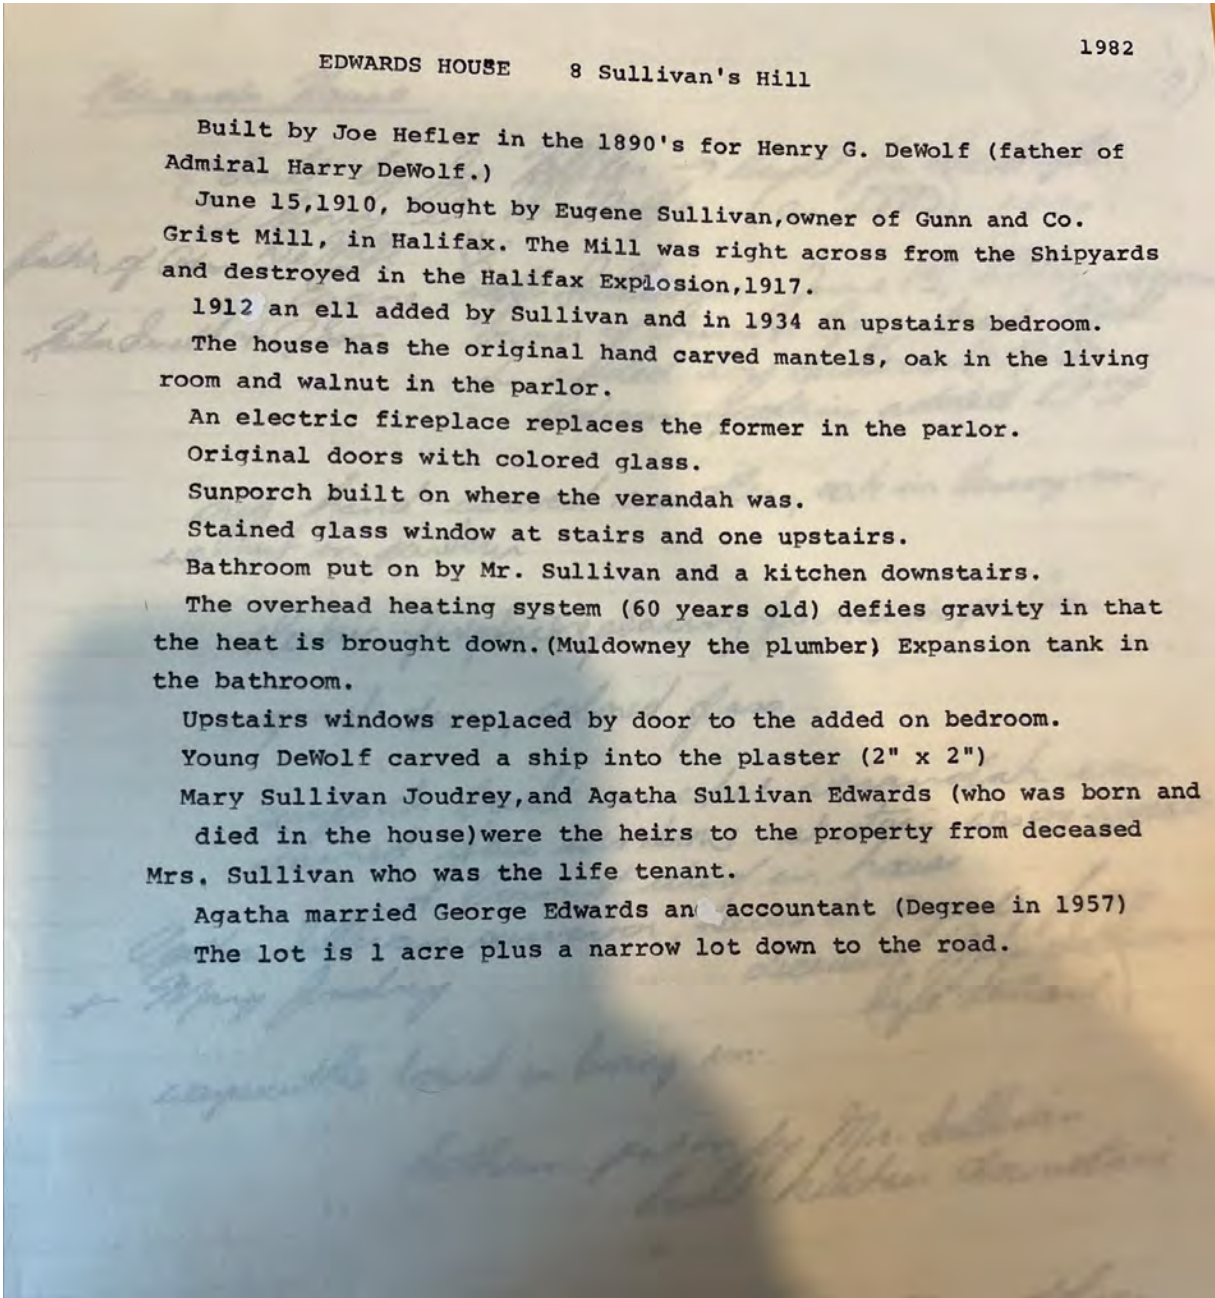 1982
EDWARDS HOUSE 8 Sullivan's Hill
Built by Joe Hefler in the 1890's for Henry G. DeWolf (father of
Admiral Harry DeWolf.)
June 15,1910, bought by Eugene Sullivan,owner of Gunn and Co.
Grist Mill, in Halifax. The Mill was right across from the Shipyards
and destroyed in the Halifax Explosion,1917.
1912 an ell added by Sullivan and in 1934 an upstairs bedroom.
The house has the original hand carved mantels, oak in the living
room and walnut in the parlor.
An electric fireplace replaces the former in the parlor.
Original doors with colored glass.
Sunporch built on where the verandah was.
Stained glass window at stairs and one upstairs.
Bathroom put on by Mr. Sullivan and a kitchen downstairs.
The overhead heating system (60 years old) defies gravity in that
the heat is brought down.(Muldowney the plumber) Expansion tank in
the bathroom.
Upstairs windows replaced by door to the added on bedroom.
Young DeWolf carved a ship into the plaster (2" x 2")
Mary Sullivan Joudrey,and Agatha Sullivan Edwards (who was born and
died in the house)were the heirs to the property from deceased
Mrs. Sullivan who was the life tenant.
Agatha married George Edwards an accountant (Degree in 1957)
The lot is 1 acre plus a narrow lot down to the road.
father of
Mary Joudrey
by Mr. Sullivan
kitchen downstairs